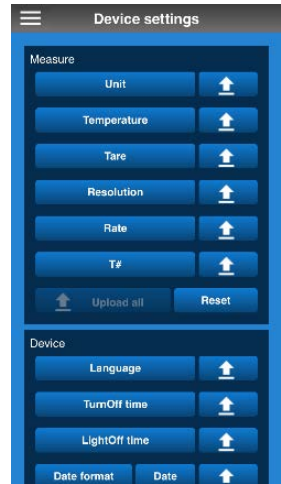 Device settings
Measure
Unit
Temperature
Tare
Resolution
Rate
T#
Upload all Reset
Device
Language
TurnOff time
LightOff time
Date format Date